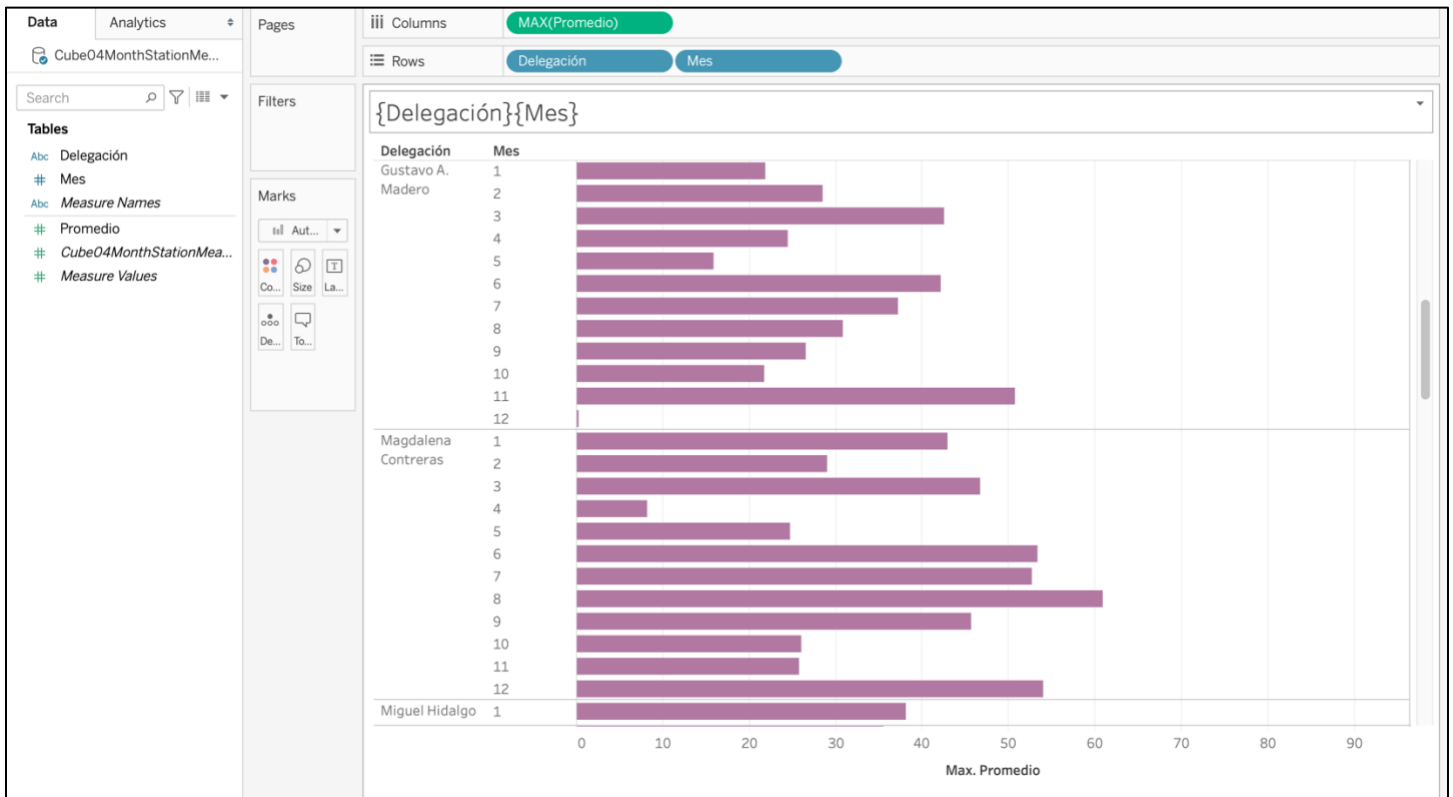 Data Analytics
Cube04MonthStationMe...
Search
Tables
Abc Delegación
# Mes
Abc Measure Names
# Promedio
# Cube04MonthStationMea...
# Measure Values
Pages
Filters
Marks
Aut...
Co... Size La...
De... To...
Columns MAX(Promedio)
Rows Delegación Mes
{Delegación}{Mes}
Delegación Mes
Gustavo A. 1
Madero 2
3
4
5
6
7
8
9
10
11
12
Magdalena 1
Contreras 2
3
4
5
6
7
8
9
10
11
12
Miguel Hidalgo 1
0 10 20 30 40 50 60 70 80 90
Max. Promedio